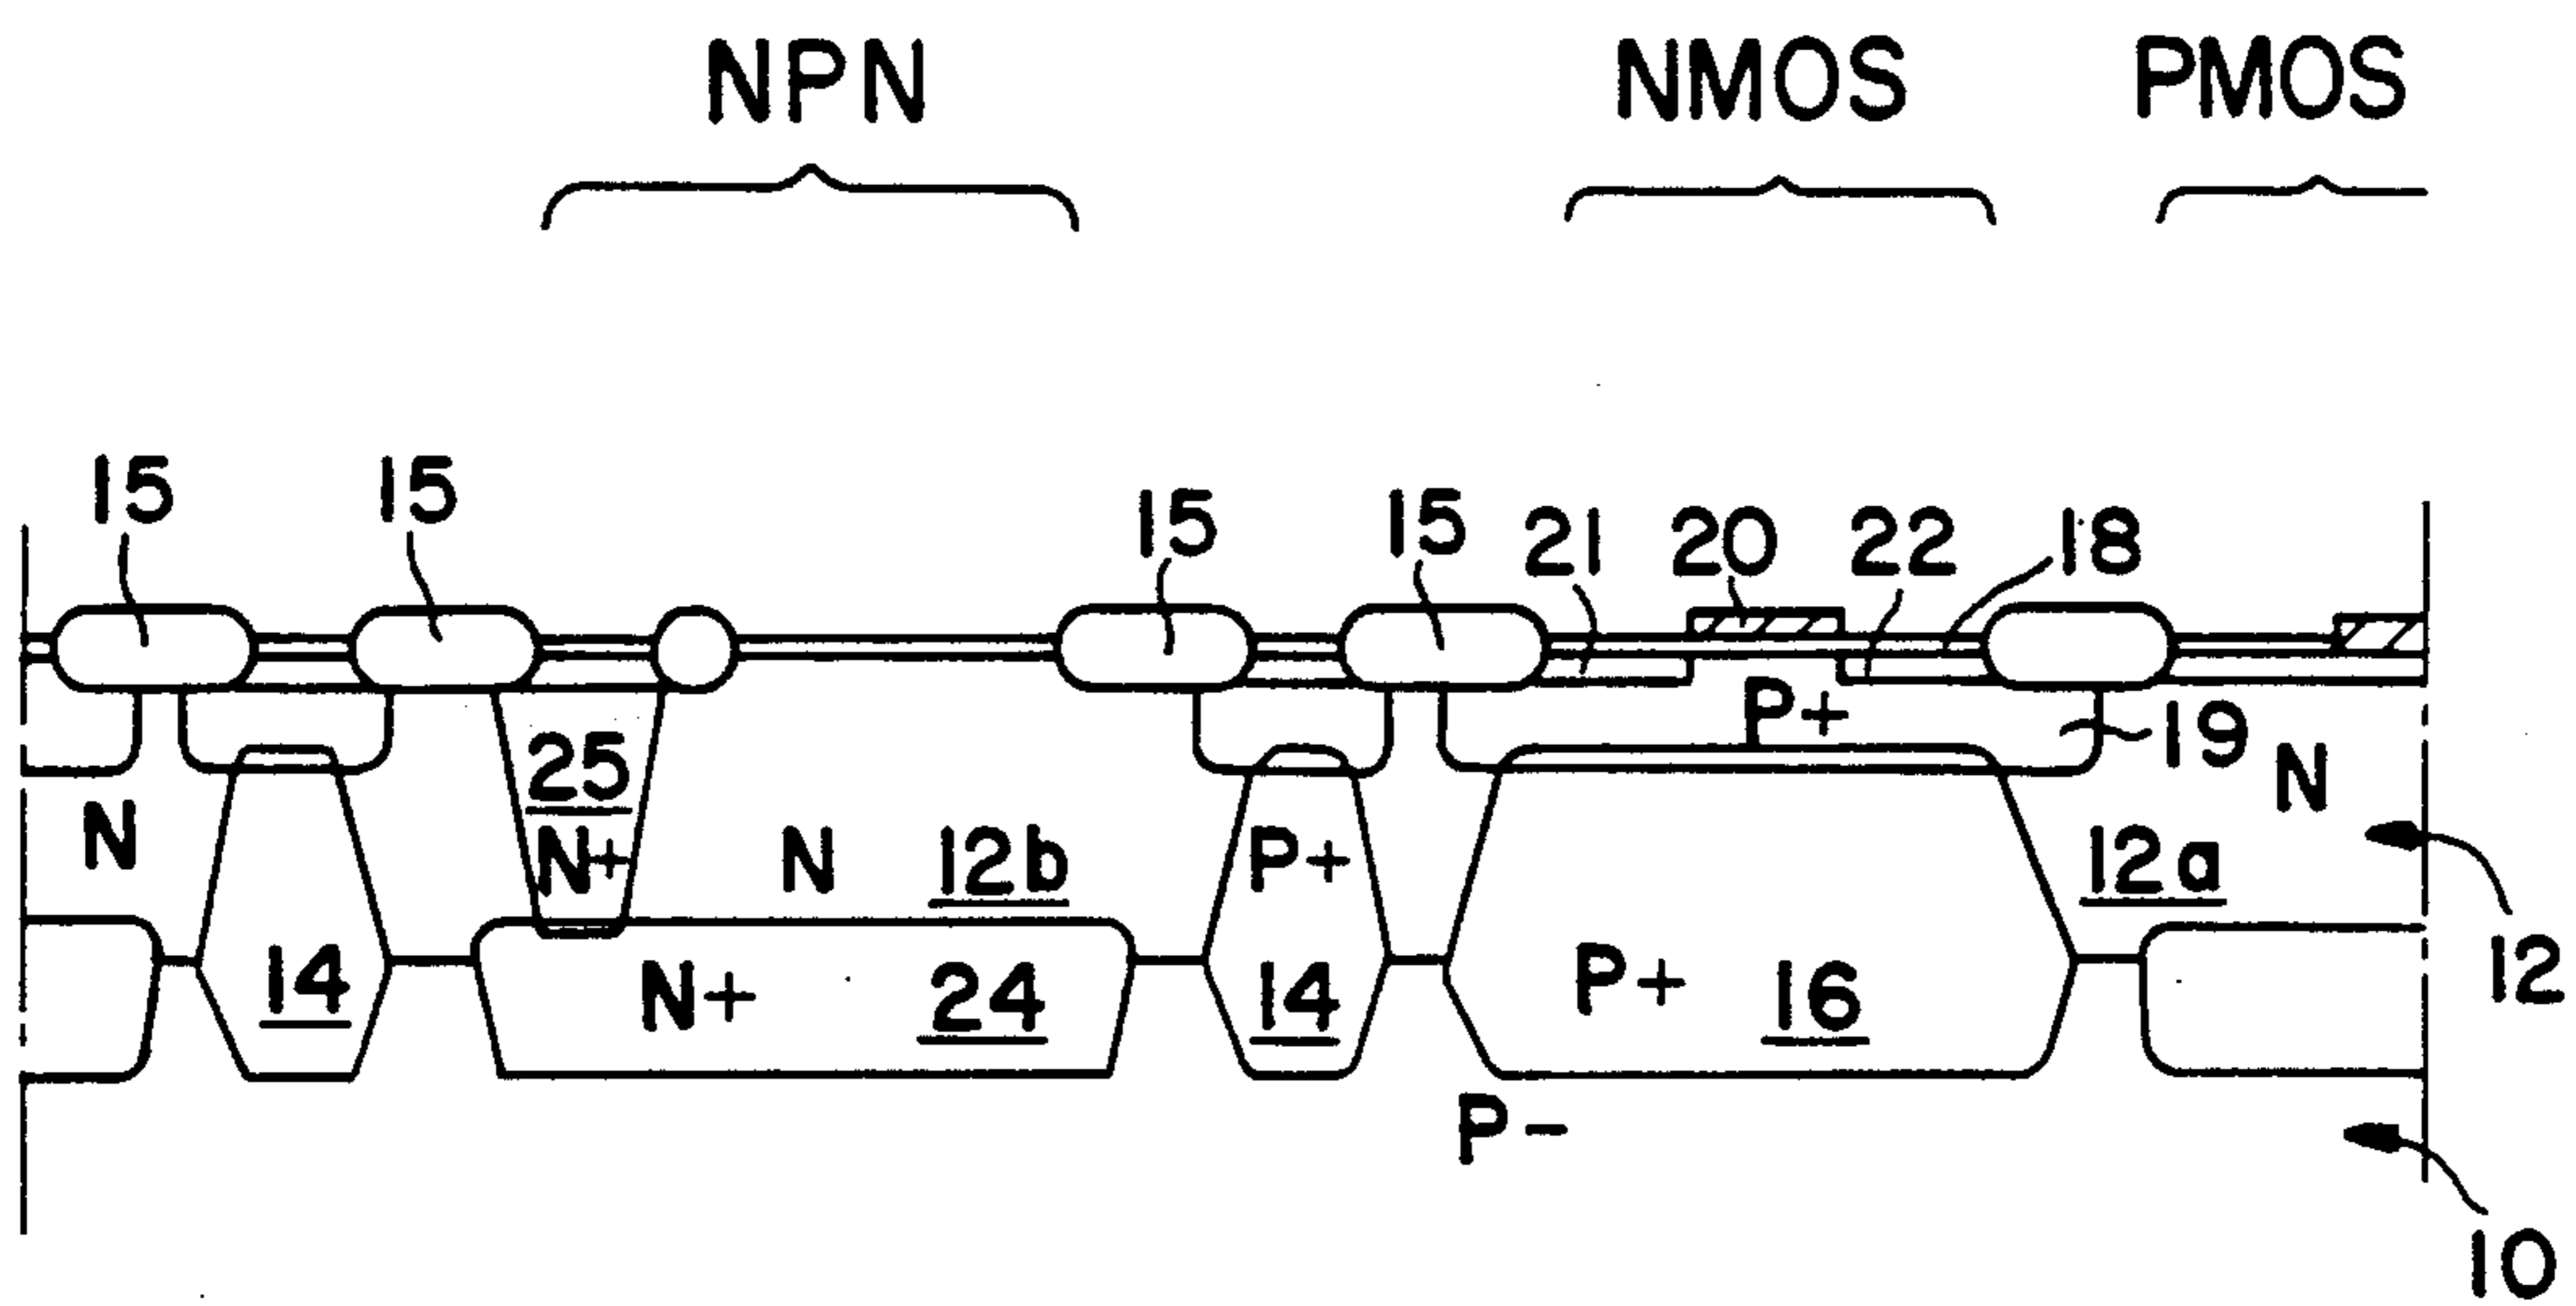 NPN NMOS PMOS
15 15 15 15 21 20 22 18
P+ 19
25 N
N N+ N 12b P+ 12a
14 N+ 24 14 P+ 16 12
P-
10